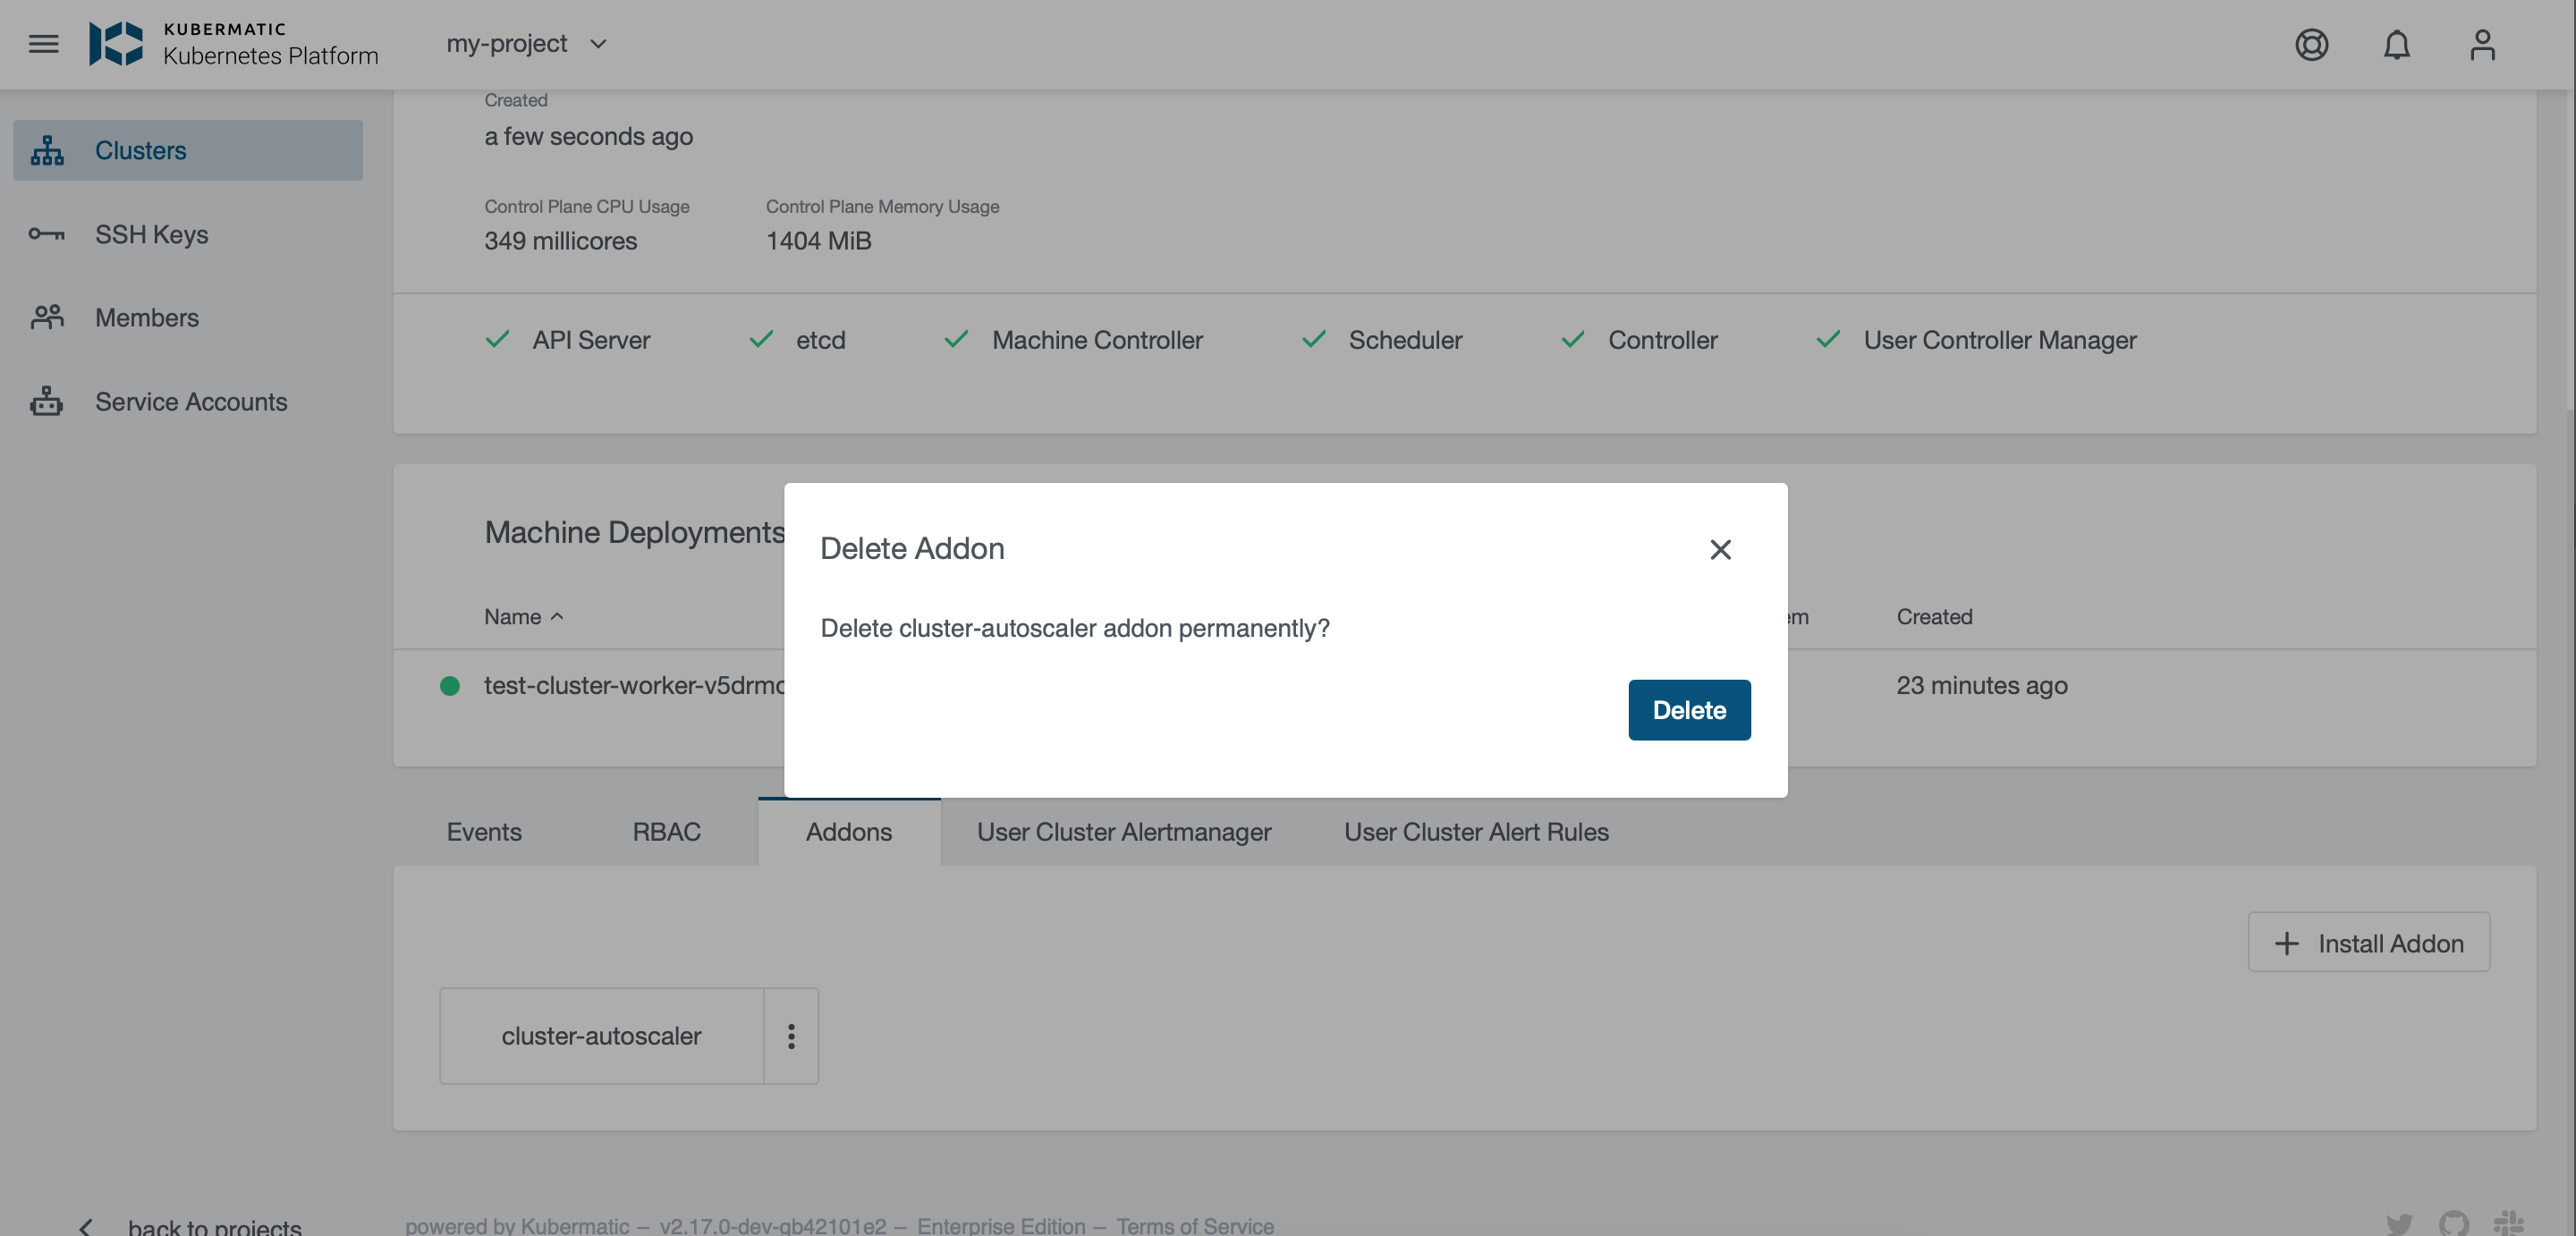 KUBERMATIC
Kubernetes Platform
my-project
Clusters
SSH Keys
Members
Service Accounts
Created
a few seconds ago
Control Plane CPU Usage
349 millicores
Control Plane Memory Usage
1404 MiB
API Server
etcd
Machine Controller
Scheduler
Controller
User Controller Manager
Machine Deployments
Name
em
Created
test-cluster-worker-v5drm
23 minutes ago
Delete Addon
Delete cluster-autoscaler addon permanently?
Delete
Events
RBAC
Addons
User Cluster Alertmanager
User Cluster Alert Rules
Install Addon
cluster-autoscaler
back to projects
powered by Kubermatic – v2.17.0-dev-gb42101e2 – Enterprise Edition – Terms of Service